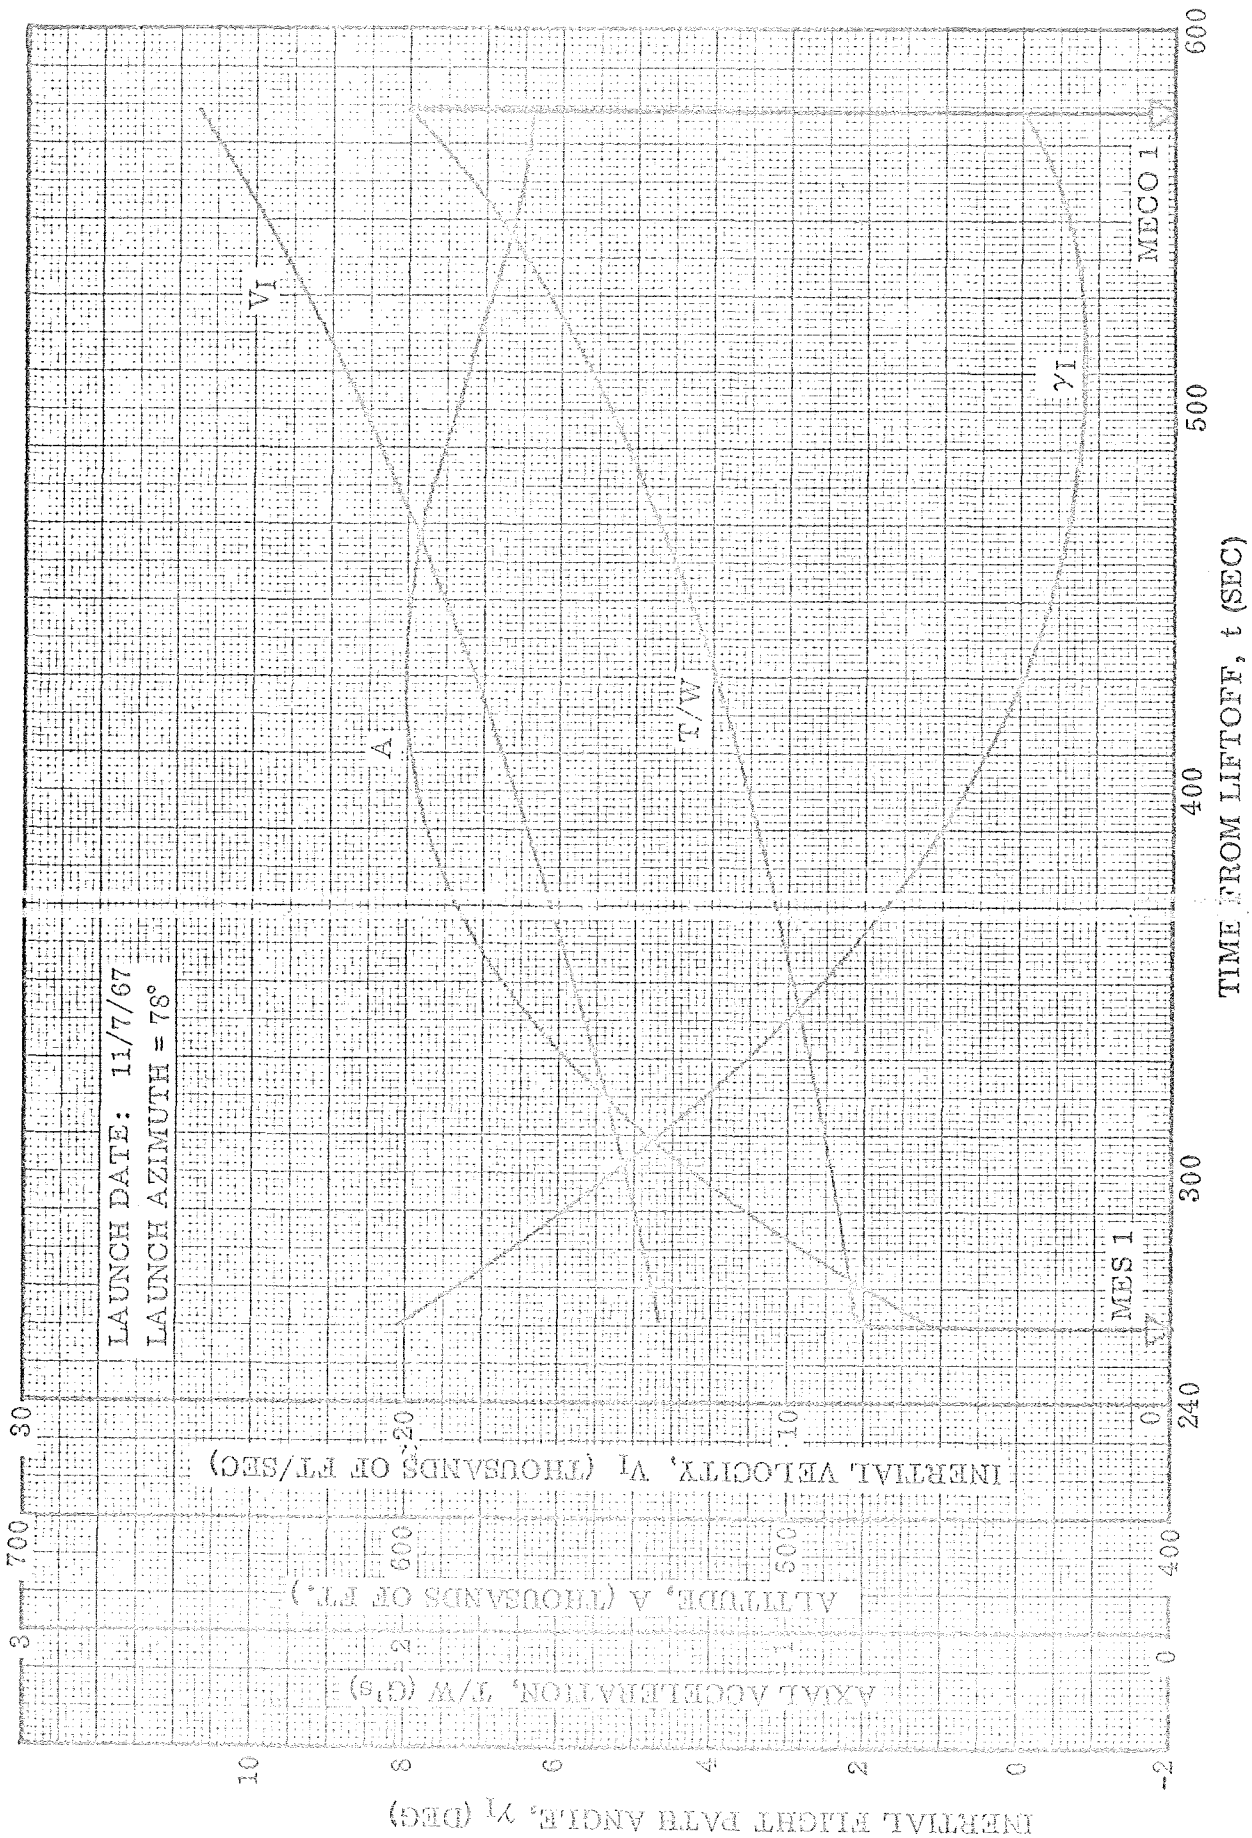 LAUNCH DATE: 11/7/67
LAUNCH AZIMUTH = 78°
INERTIAL FLIGHT PATH ANGLE, γI (DEG)
10
8
6
4
2
0
-2
AXIAL ACCELERATION, T/W (G's)
3
2
1
0
ALTITUDE, A (THOUSANDS OF FT.)
700
600
500
400
INERTIAL VELOCITY, VI (THOUSANDS OF FT/SEC)
30
20
10
0
VI
A
T/W
γI
MES 1
MECO 1
240
300
400
500
600
TIME FROM LIFTOFF, t (SEC)